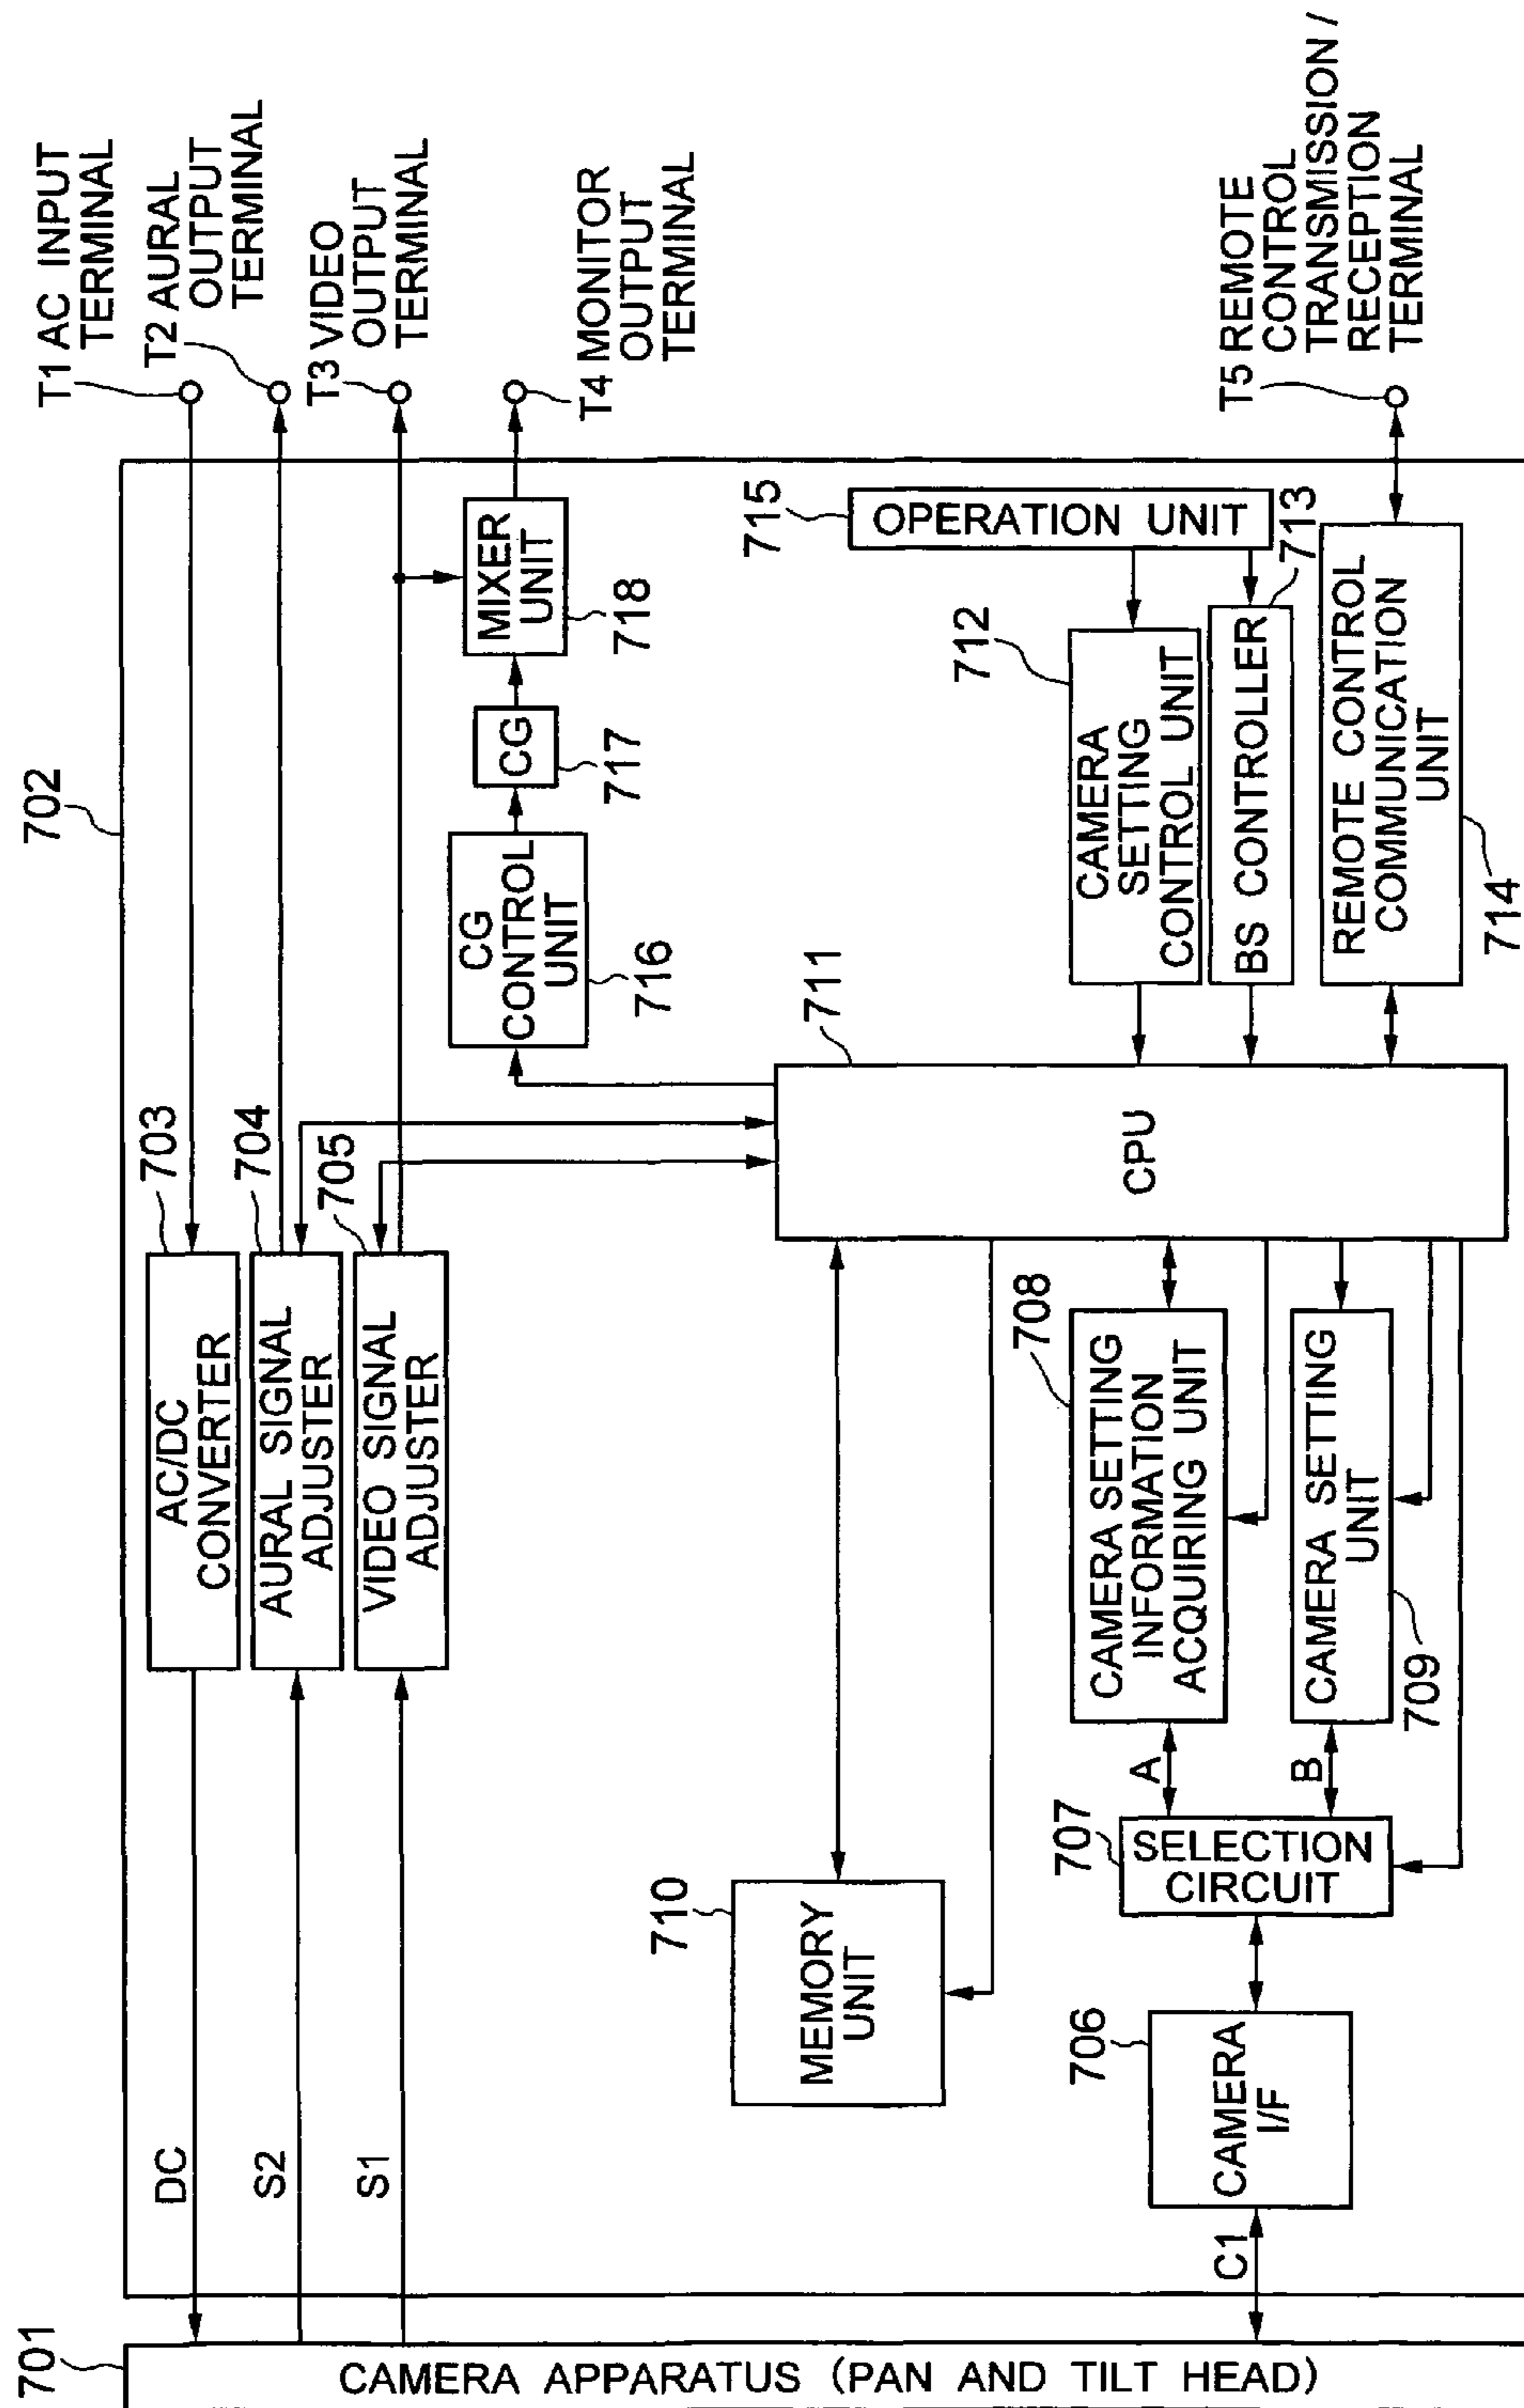 701
CAMERA APPARATUS (PAN AND TILT HEAD)
702
DC
S2
S1
C1
703
AC/DC
CONVERTER
704
AURAL SIGNAL
ADJUSTER
705
VIDEO SIGNAL
ADJUSTER
T1 AC INPUT
TERMINAL
T2 AURAL
OUTPUT
TERMINAL
T3 VIDEO
OUTPUT
TERMINAL
T4 MONITOR
OUTPUT
TERMINAL
CG
CONTROL
UNIT
716
CG
717
MIXER
UNIT
718
710
MEMORY
UNIT
711
CPU
715
OPERATION UNIT
712
CAMERA
SETTING
CONTROL UNIT
713
BS CONTROLLER
REMOTE CONTROL
COMMUNICATION
UNIT
714
T5 REMOTE
CONTROL
TRANSMISSION /
RECEPTION
TERMINAL
706
CAMERA
I/F
707
SELECTION
CIRCUIT
A
B
708
CAMERA SETTING
INFORMATION
ACQUIRING UNIT
CAMERA SETTING
UNIT
709